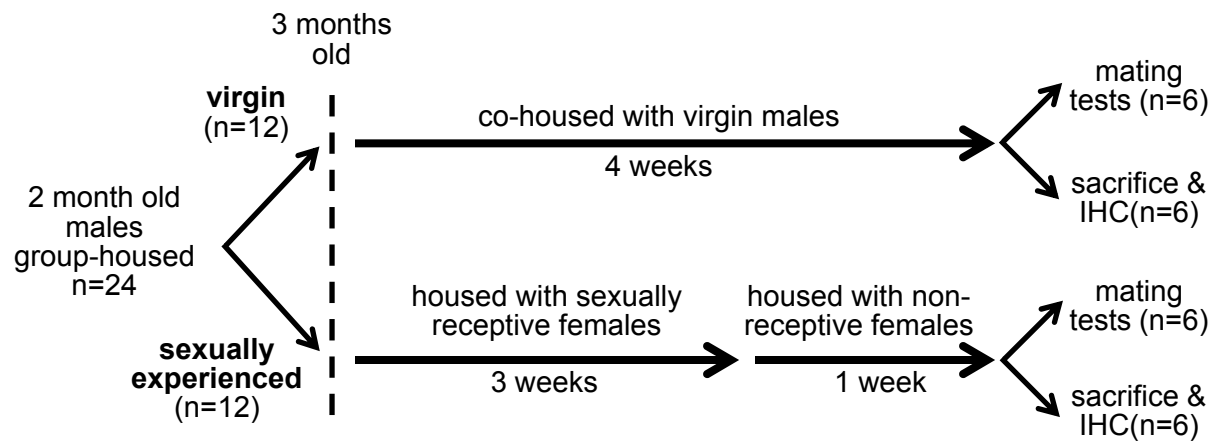 3 months
old
virgin
(n=12)
co-housed with virgin males
4 weeks
mating
tests (n=6)
sacrifice &
IHC(n=6)
2 month old
males
group-housed
n=24
sexually
experienced
(n=12)
housed with sexually
receptive females
3 weeks
housed with non-
receptive females
1 week
mating
tests (n=6)
sacrifice &
IHC(n=6)